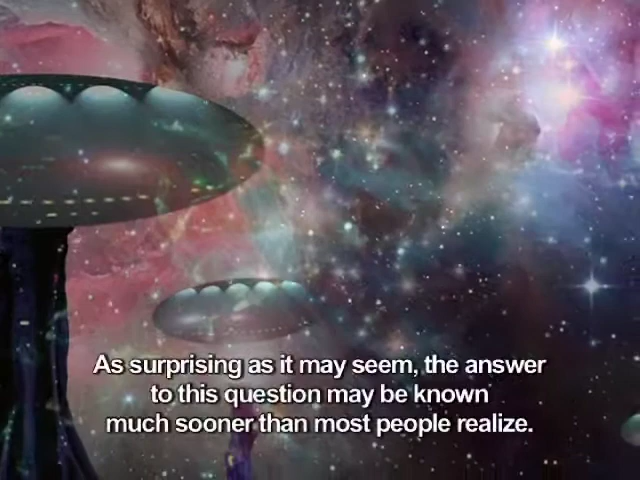 As surprising as it may seem, the answer
to this question may be known
much sooner than most people realize.